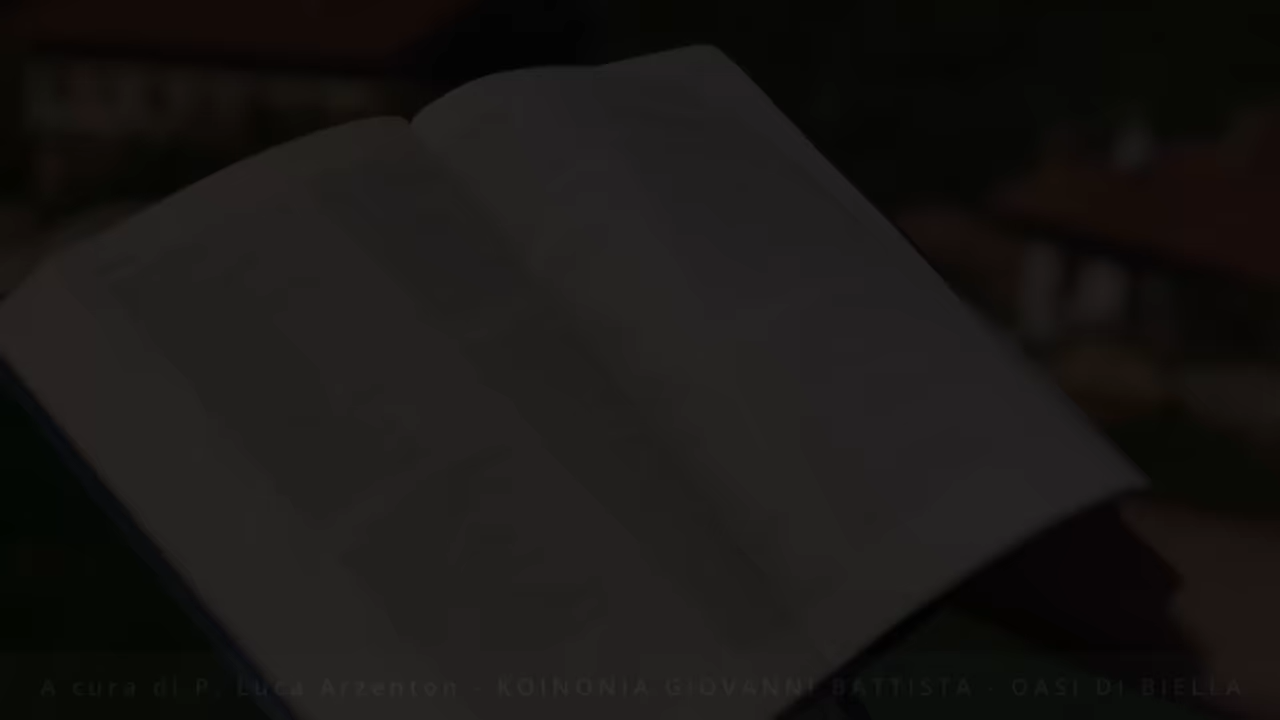 A cura di P. Luca Arzenton - KOINONIA GIOVANNI BATTISTA - OASI DI BIELLA